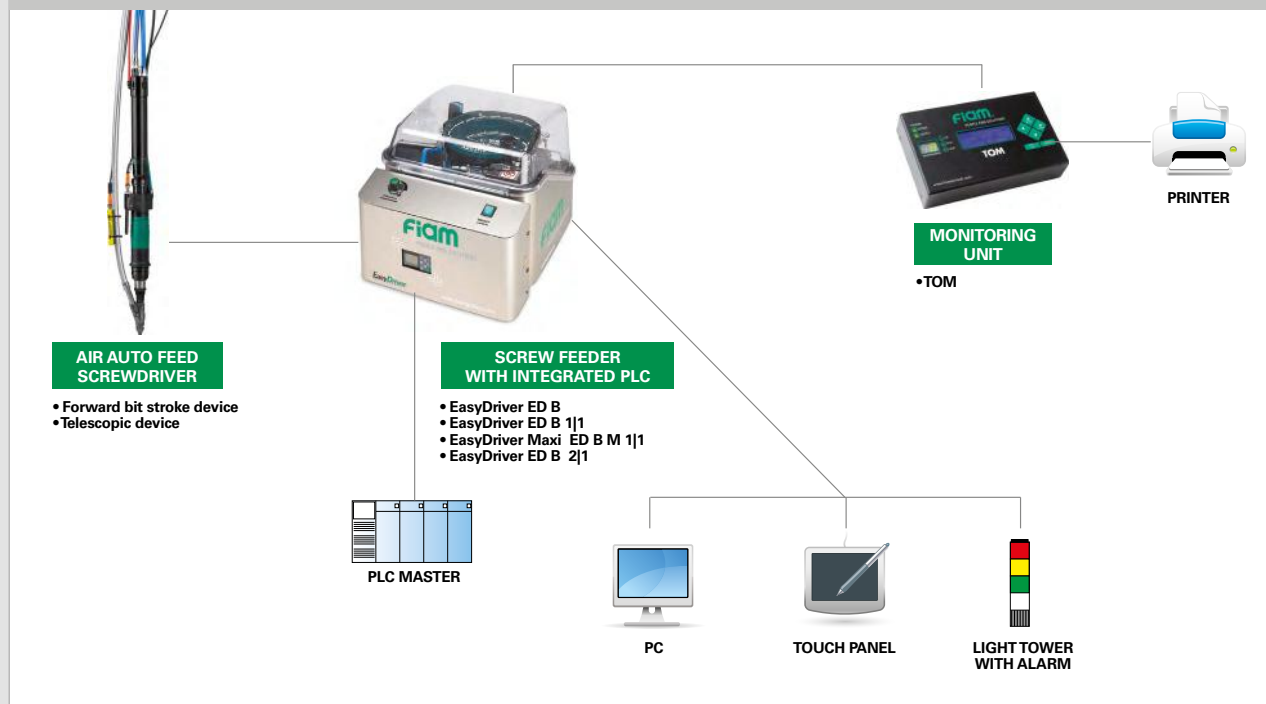 Fiam
Fiam
EasyDriver
Fiam
TOM
PRINTER
MONITORING
UNIT
•TOM
AIR AUTO FEED
SCREWDRIVER
• Forward bit stroke device
•Telescopic device
SCREW FEEDER
WITH INTEGRATED PLC
• EasyDriver ED B
• EasyDriver ED B 1|1
• EasyDriver Maxi ED B M 1|1
• EasyDriver ED B 2|1
PLC MASTER
PC
TOUCH PANEL
LIGHT TOWER
WITH ALARM